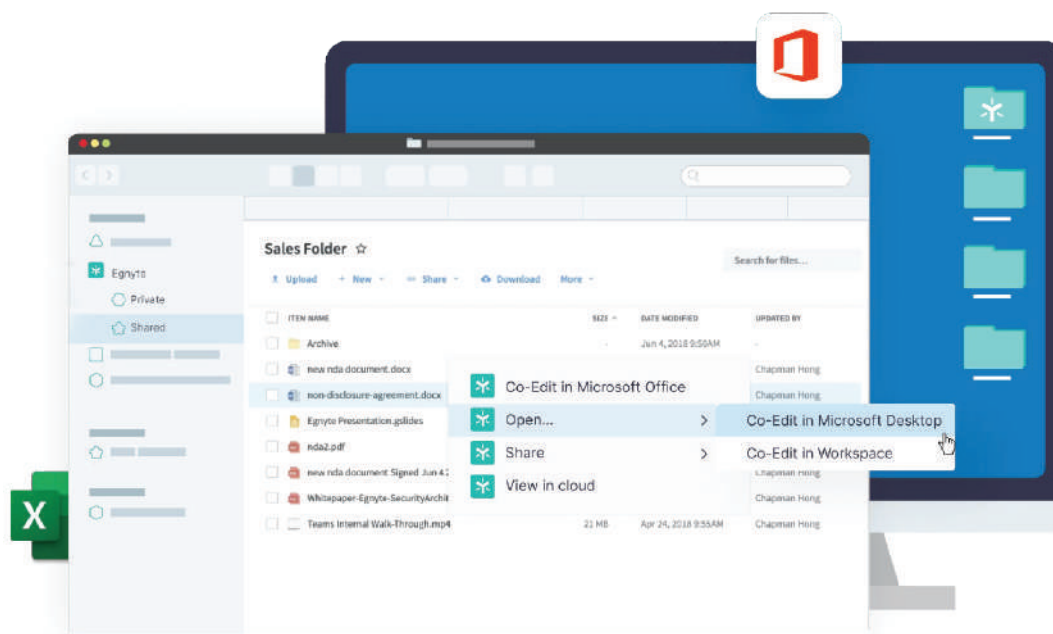 Sales Folder
Search for files...
Upload + New Share Download More
Egnyte
Private
Shared
ITEM NAME SIZE DATE MODIFIED UPDATED BY
Archive - Jun 4, 2018 9:50AM -
new nda document.docx Chapman Hong
non-disclosure-agreement.docx Chapman Hong
Egnyte Presentation.gslides
nda2.pdf
new nda document Signed Jun 4 Chapman Hong
Whitepaper-Egnyte-SecurityArchit Chapman Hong
Teams Internal Walk-Through.mp4 21 MB Apr 24, 2018 9:55AM Chapman Hong
Co-Edit in Microsoft Office
Open... >
Share >
View in cloud
Co-Edit in Microsoft Desktop
Co-Edit in Workspace
X